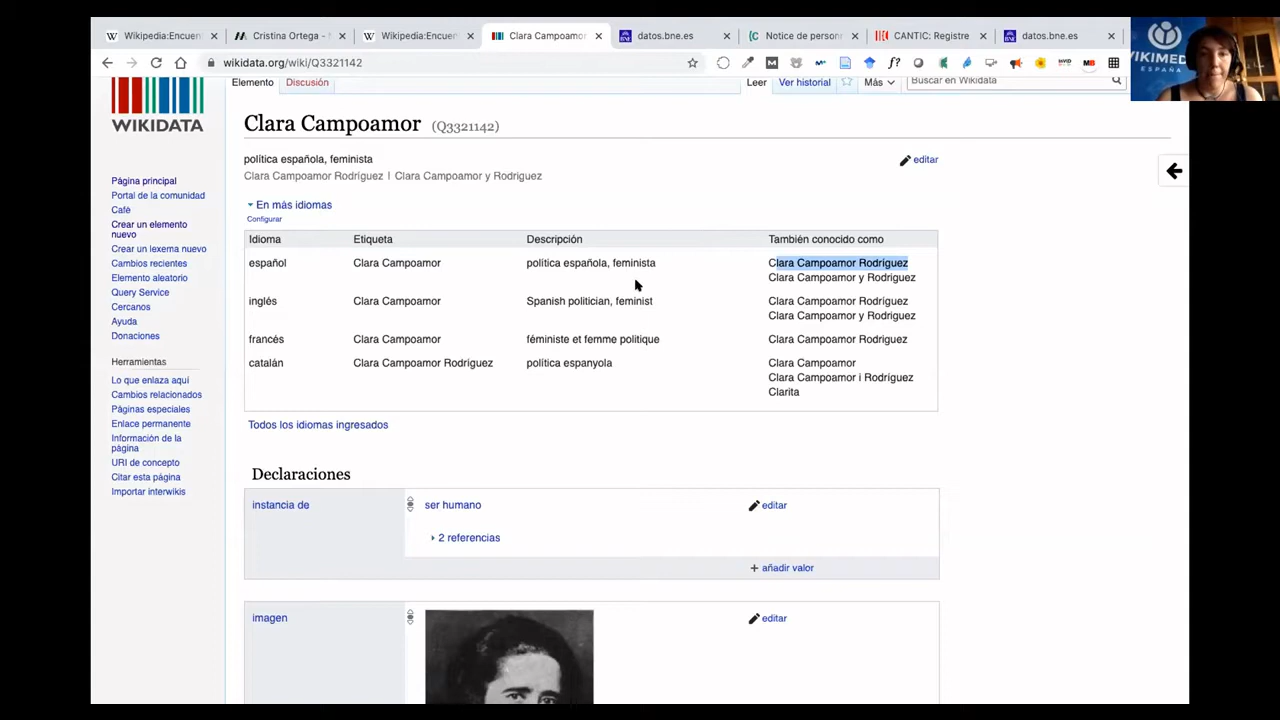 Wikipedia:Encuen
Cristina Ortega -
Wikipedia:Encuen
Clara Campoamor
datos.bne.es
Notice de personn
CANTIC: Registre
datos.bne.es
wikidata.org/wiki/Q3321142
WIKIMEDIA
ESPAÑA
WIKIDATA
Elemento Discusión
Leer Ver historial Más Buscar en Wikidata
Clara Campoamor (Q3321142)
política española, feminista
editar
Clara Campoamor Rodríguez | Clara Campoamor y Rodriguez
En más idiomas
Configurar
Idioma Etiqueta Descripción También conocido como
español Clara Campoamor política española, feminista Clara Campoamor Rodríguez
Clara Campoamor y Rodriguez
inglés Clara Campoamor Spanish politician, feminist Clara Campoamor Rodríguez
Clara Campoamor y Rodriguez
francés Clara Campoamor féministe et femme politique Clara Campoamor Rodríguez
catalán Clara Campoamor Rodríguez política espanyola Clara Campoamor
Clara Campoamor i Rodríguez
Clarita
Todos los idiomas ingresados
Declaraciones
instancia de ser humano editar
2 referencias
+ añadir valor
imagen editar
Página principal
Portal de la comunidad
Café
Crear un elemento
nuevo
Crear un lexema nuevo
Cambios recientes
Elemento aleatorio
Query Service
Cercanos
Ayuda
Donaciones
Herramientas
Lo que enlaza aquí
Cambios relacionados
Páginas especiales
Enlace permanente
Información de la
página
URI de concepto
Citar esta página
Importar interwikis